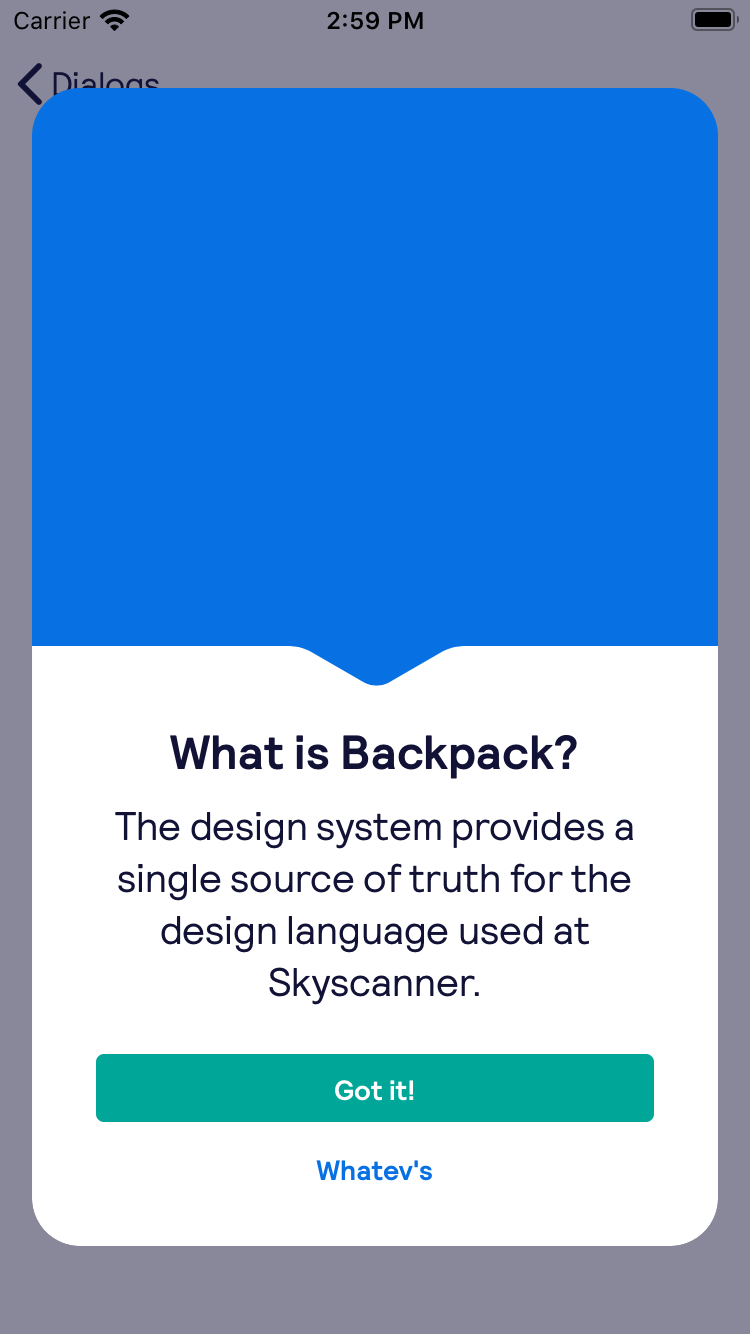 Carrier 2:59 PM
Dialogs
What is Backpack?
The design system provides a
single source of truth for the
design language used at
Skyscanner.
Got it!
Whatev's